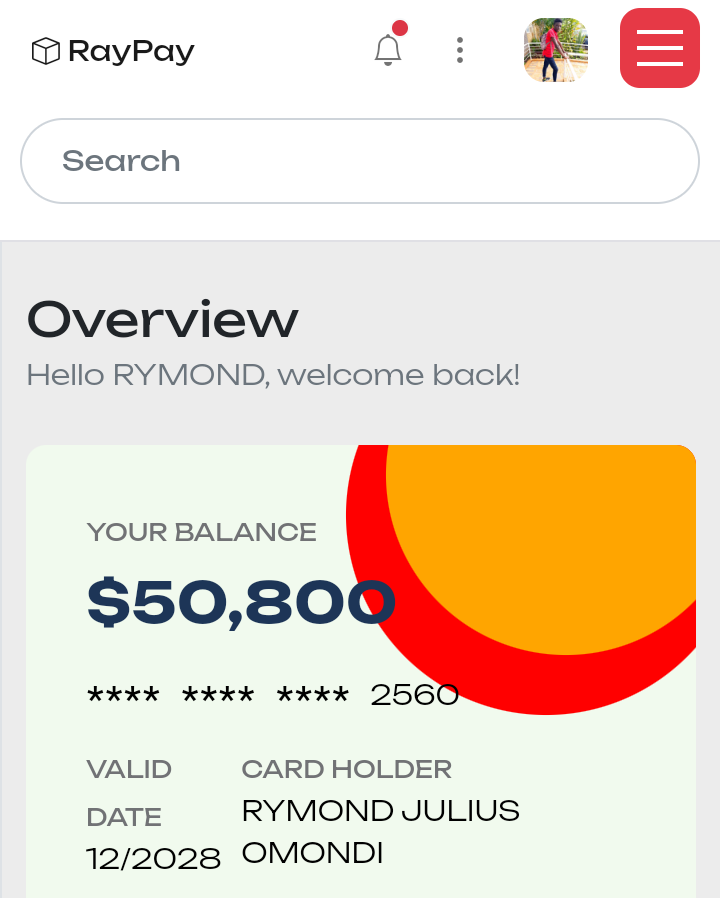 RayPay
Search
Overview
Hello RYMOND, welcome back!
YOUR BALANCE
$50,800
**** **** **** 2560
VALID
DATE
12/2028
CARD HOLDER
RYMOND JULIUS
OMONDI